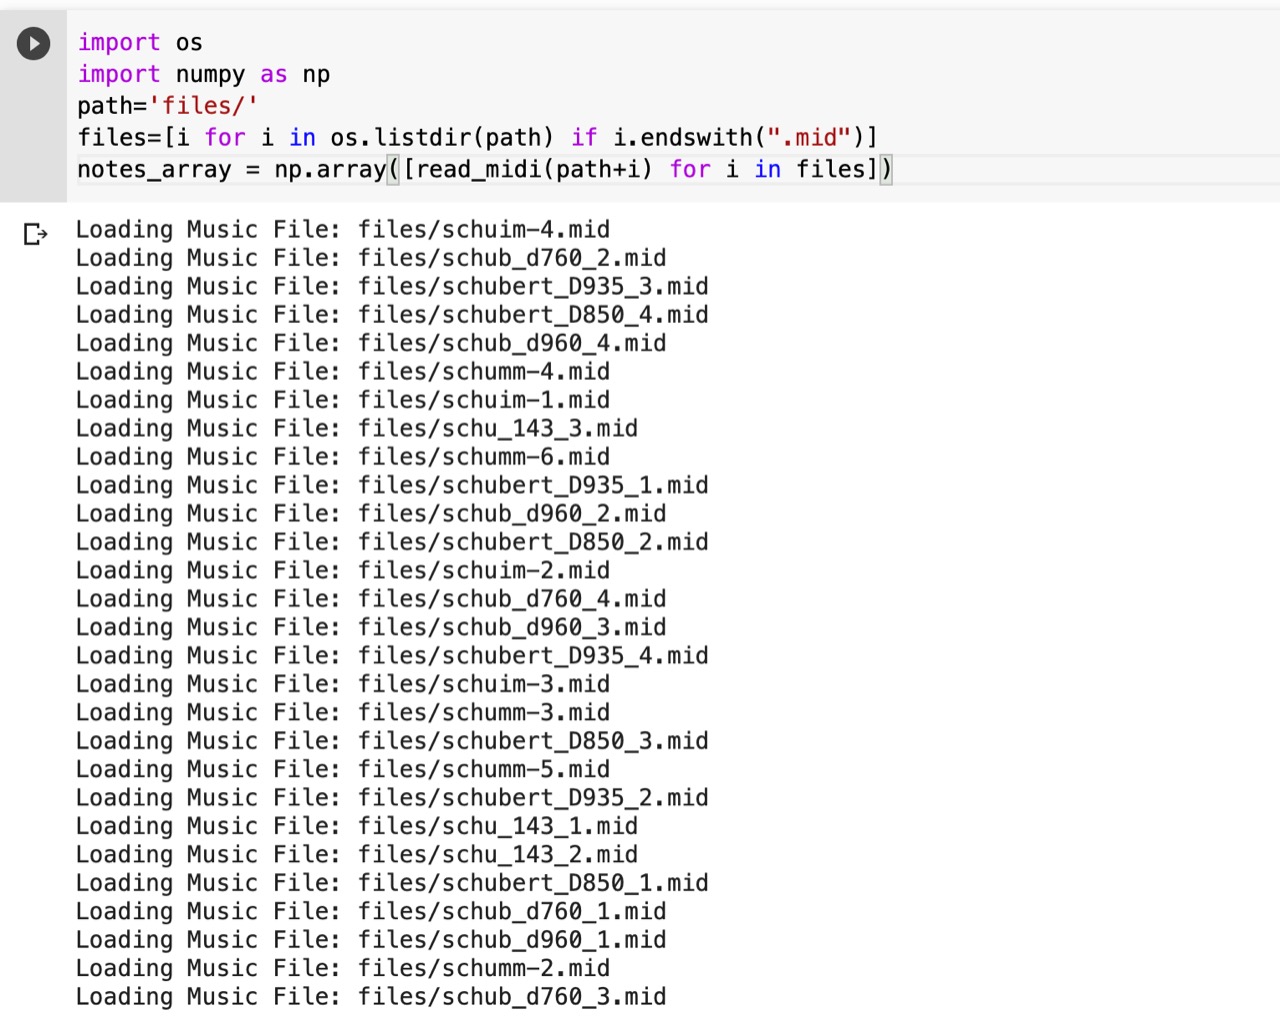 import os
import numpy as np
path='files/'
files=[i for i in os.listdir(path) if i.endswith(".mid")]
notes_array = np.array([read_midi(path+i) for i in files])
Loading Music File: files/schuim-4.mid
Loading Music File: files/schub_d760_2.mid
Loading Music File: files/schubert_D935_3.mid
Loading Music File: files/schubert_D850_4.mid
Loading Music File: files/schub_d960_4.mid
Loading Music File: files/schumm-4.mid
Loading Music File: files/schuim-1.mid
Loading Music File: files/schu_143_3.mid
Loading Music File: files/schumm-6.mid
Loading Music File: files/schubert_D935_1.mid
Loading Music File: files/schub_d960_2.mid
Loading Music File: files/schubert_D850_2.mid
Loading Music File: files/schuim-2.mid
Loading Music File: files/schub_d760_4.mid
Loading Music File: files/schub_d960_3.mid
Loading Music File: files/schubert_D935_4.mid
Loading Music File: files/schuim-3.mid
Loading Music File: files/schumm-3.mid
Loading Music File: files/schubert_D850_3.mid
Loading Music File: files/schumm-5.mid
Loading Music File: files/schubert_D935_2.mid
Loading Music File: files/schu_143_1.mid
Loading Music File: files/schu_143_2.mid
Loading Music File: files/schubert_D850_1.mid
Loading Music File: files/schub_d760_1.mid
Loading Music File: files/schub_d960_1.mid
Loading Music File: files/schumm-2.mid
Loading Music File: files/schub_d760_3.mid